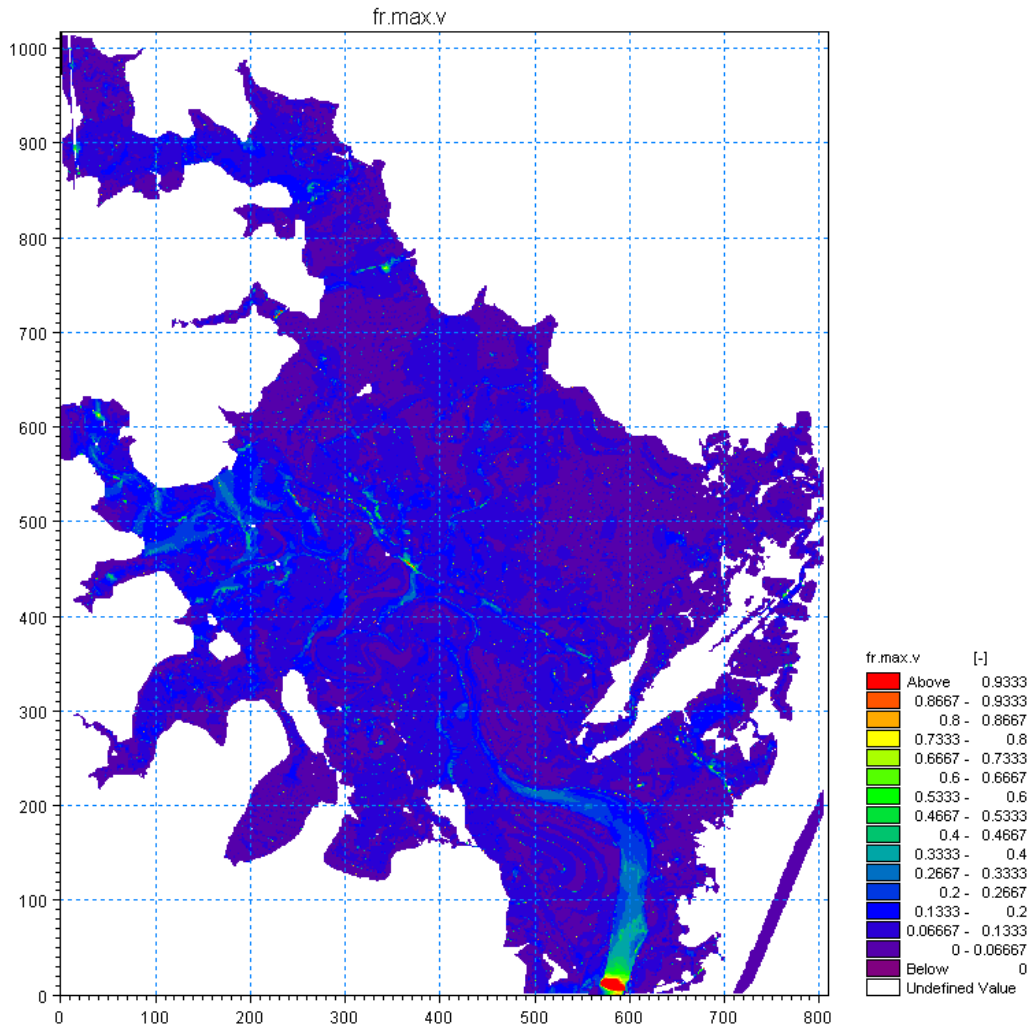 fr.max.v
1000
900
800
700
600
500
400
300
200
100
0
0 100 200 300 400 500 600 700 800
fr.max.v [-]
Above 0.9333
0.8667 - 0.9333
0.8 - 0.8667
0.7333 - 0.8
0.6667 - 0.7333
0.6 - 0.6667
0.5333 - 0.6
0.4667 - 0.5333
0.4 - 0.4667
0.3333 - 0.4
0.2667 - 0.3333
0.2 - 0.2667
0.1333 - 0.2
0.06667 - 0.1333
0 - 0.06667
Below 0
Undefined Value